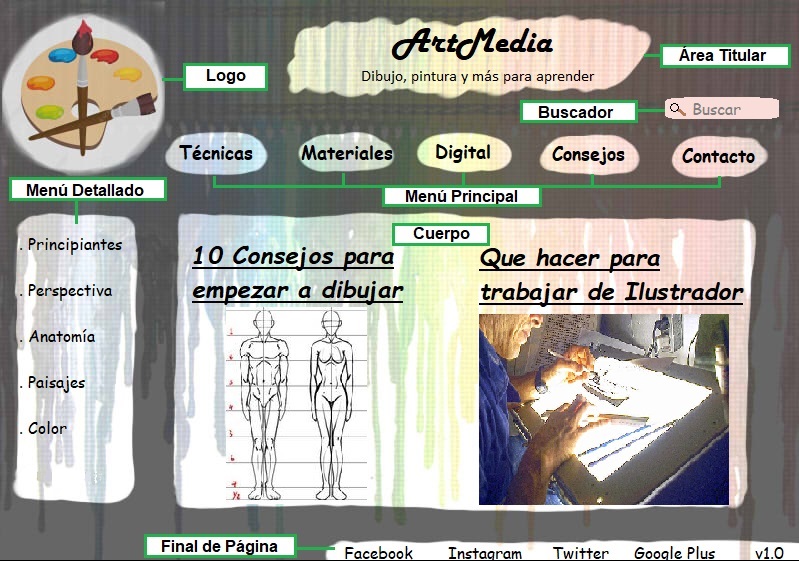 ArtMedia
Dibujo, pintura y más para aprender
Área Titular
Logo
Buscador
Buscar
Técnicas
Materiales
Digital
Consejos
Contacto
Menú Principal
Menú Detallado
. Principiantes
. Perspectiva
. Anatomía
. Paisajes
. Color
Cuerpo
10 Consejos para
empezar a dibujar
Que hacer para
trabajar de Ilustrador
Final de Página
Facebook
Instagram
Twitter
Google Plus
v1.0